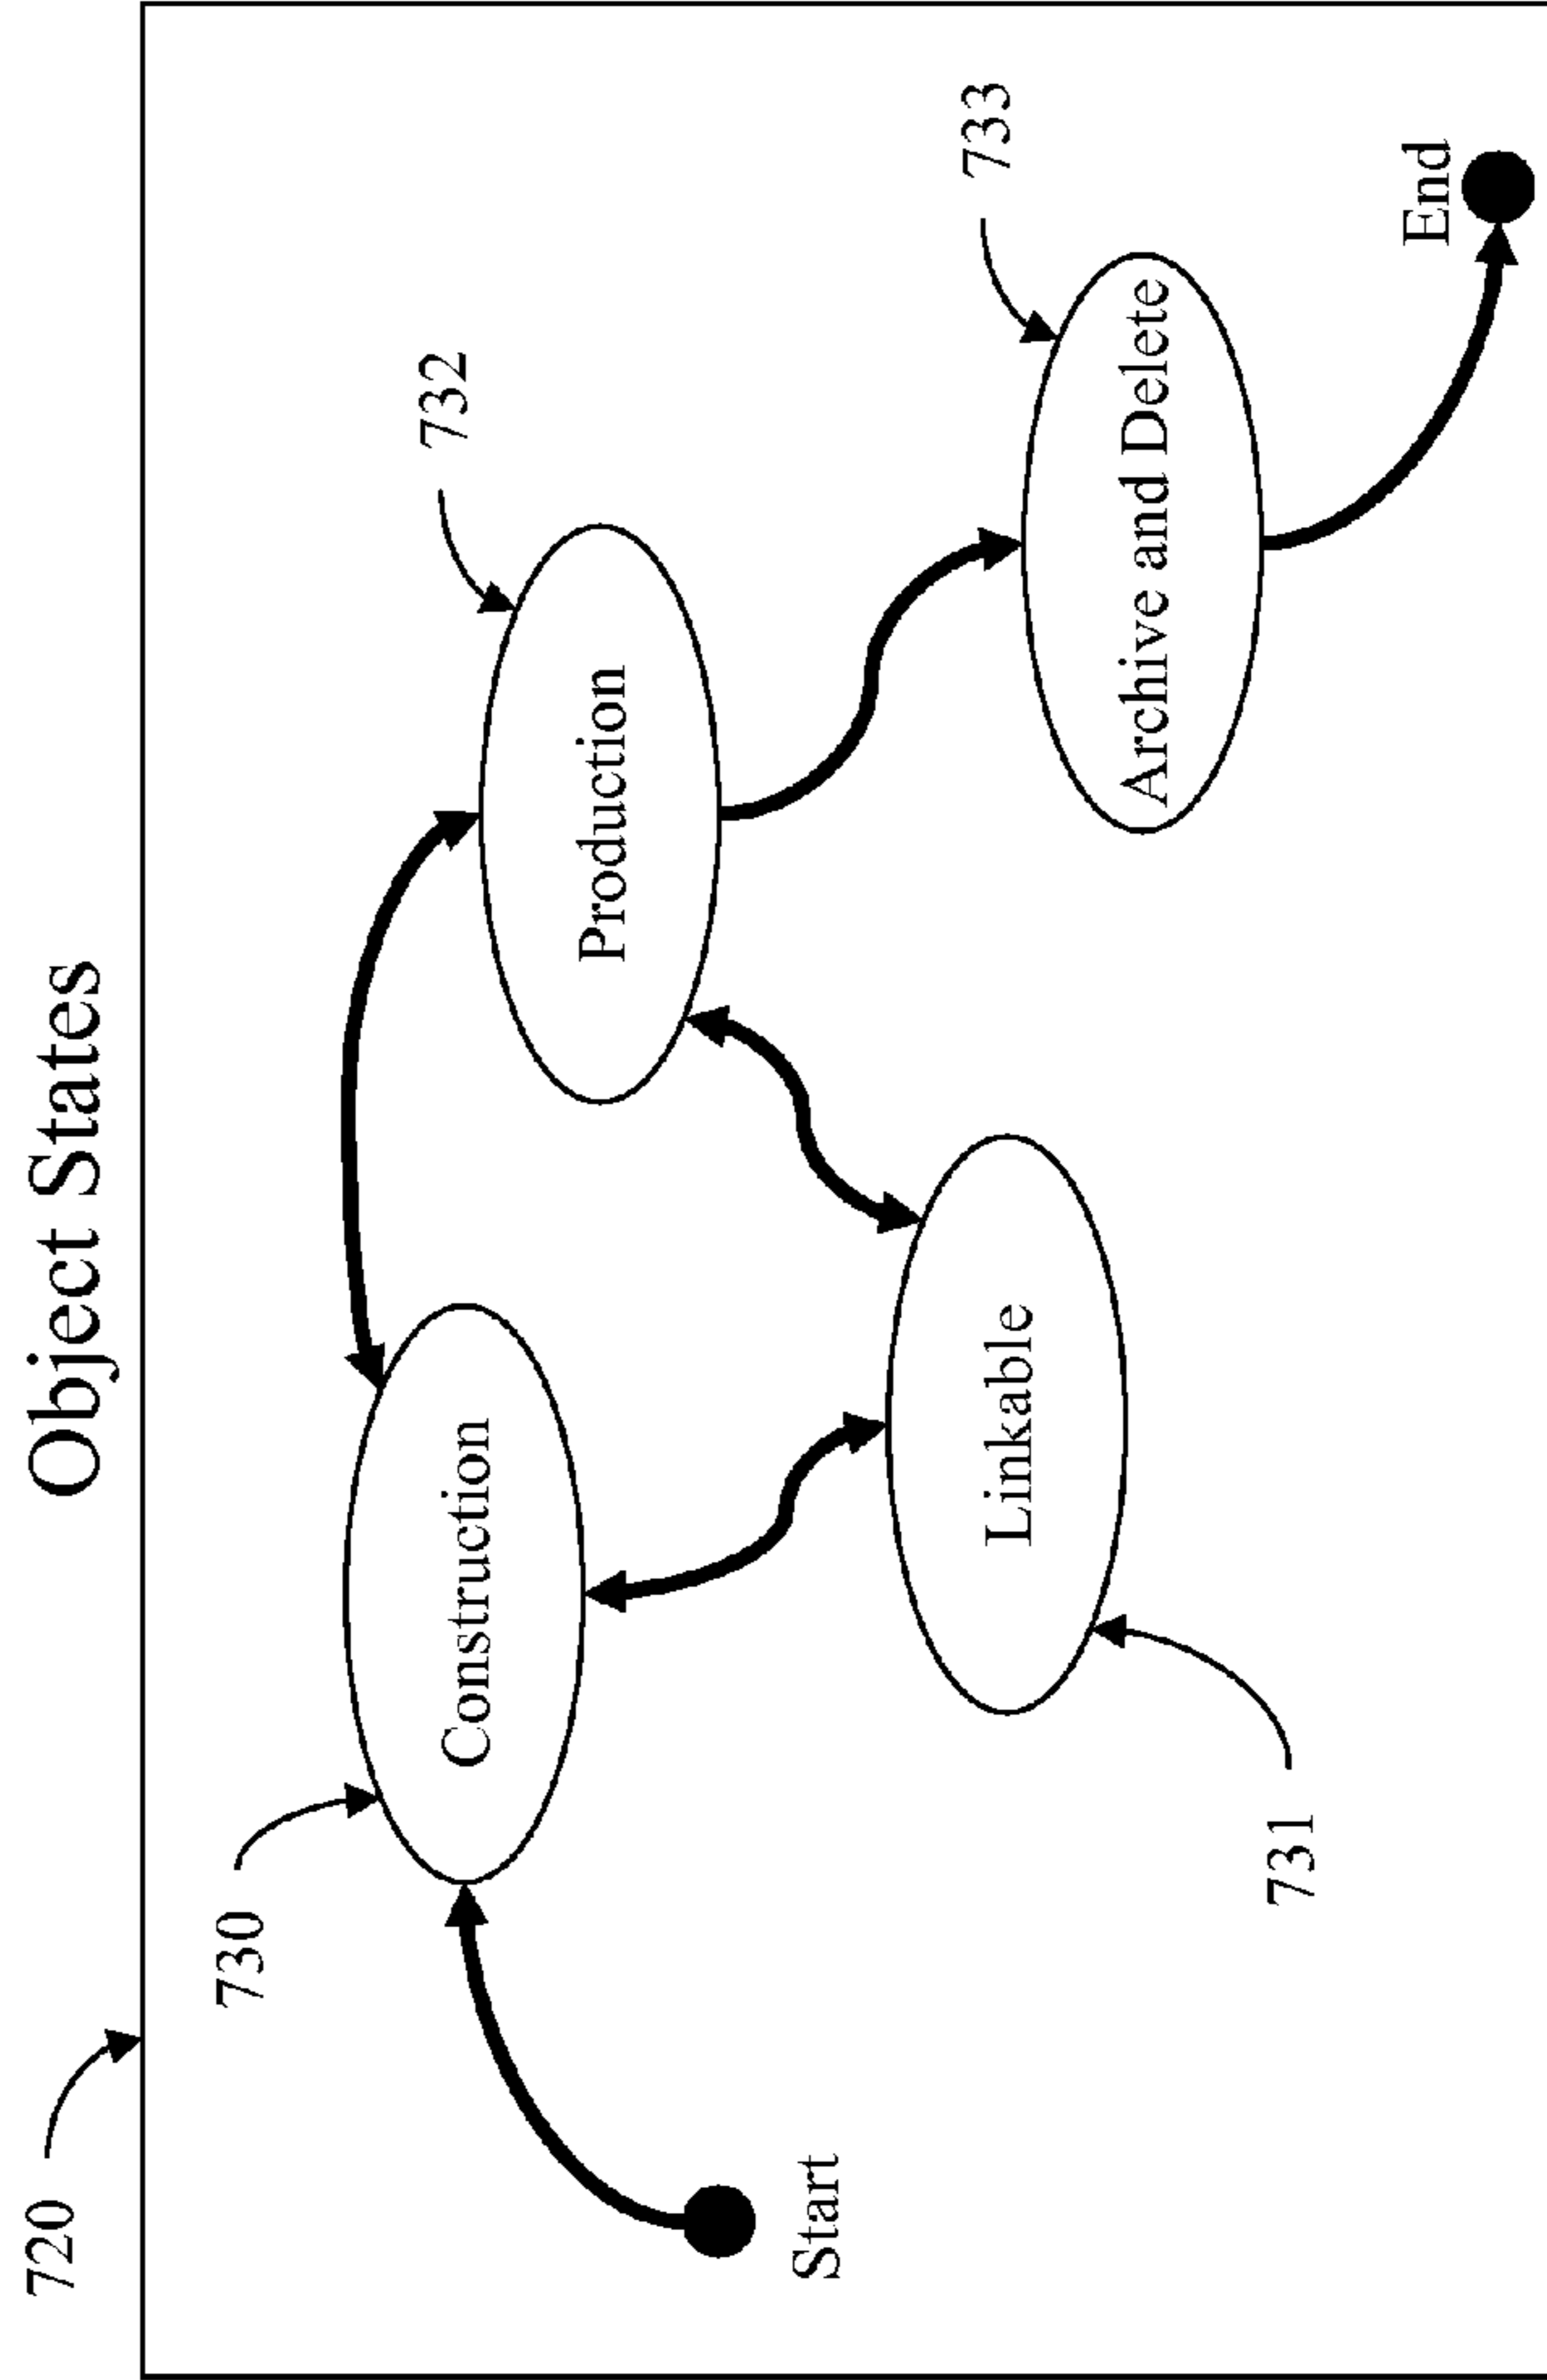 Object States
720
730
Construction
732
Production
Start
Linkable
731
733
Archive and Delete
End